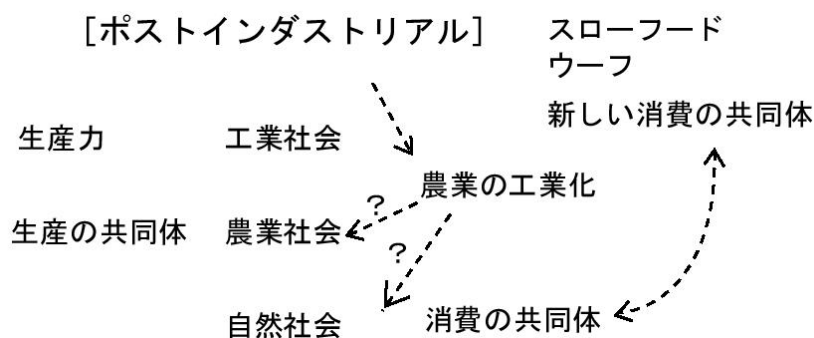 [ポストインダストリアル]
スローフード
ウーフ
新しい消費の共同体
生産力
工業社会
農業の工業化
?
生産の共同体
農業社会
?
自然社会
消費の共同体